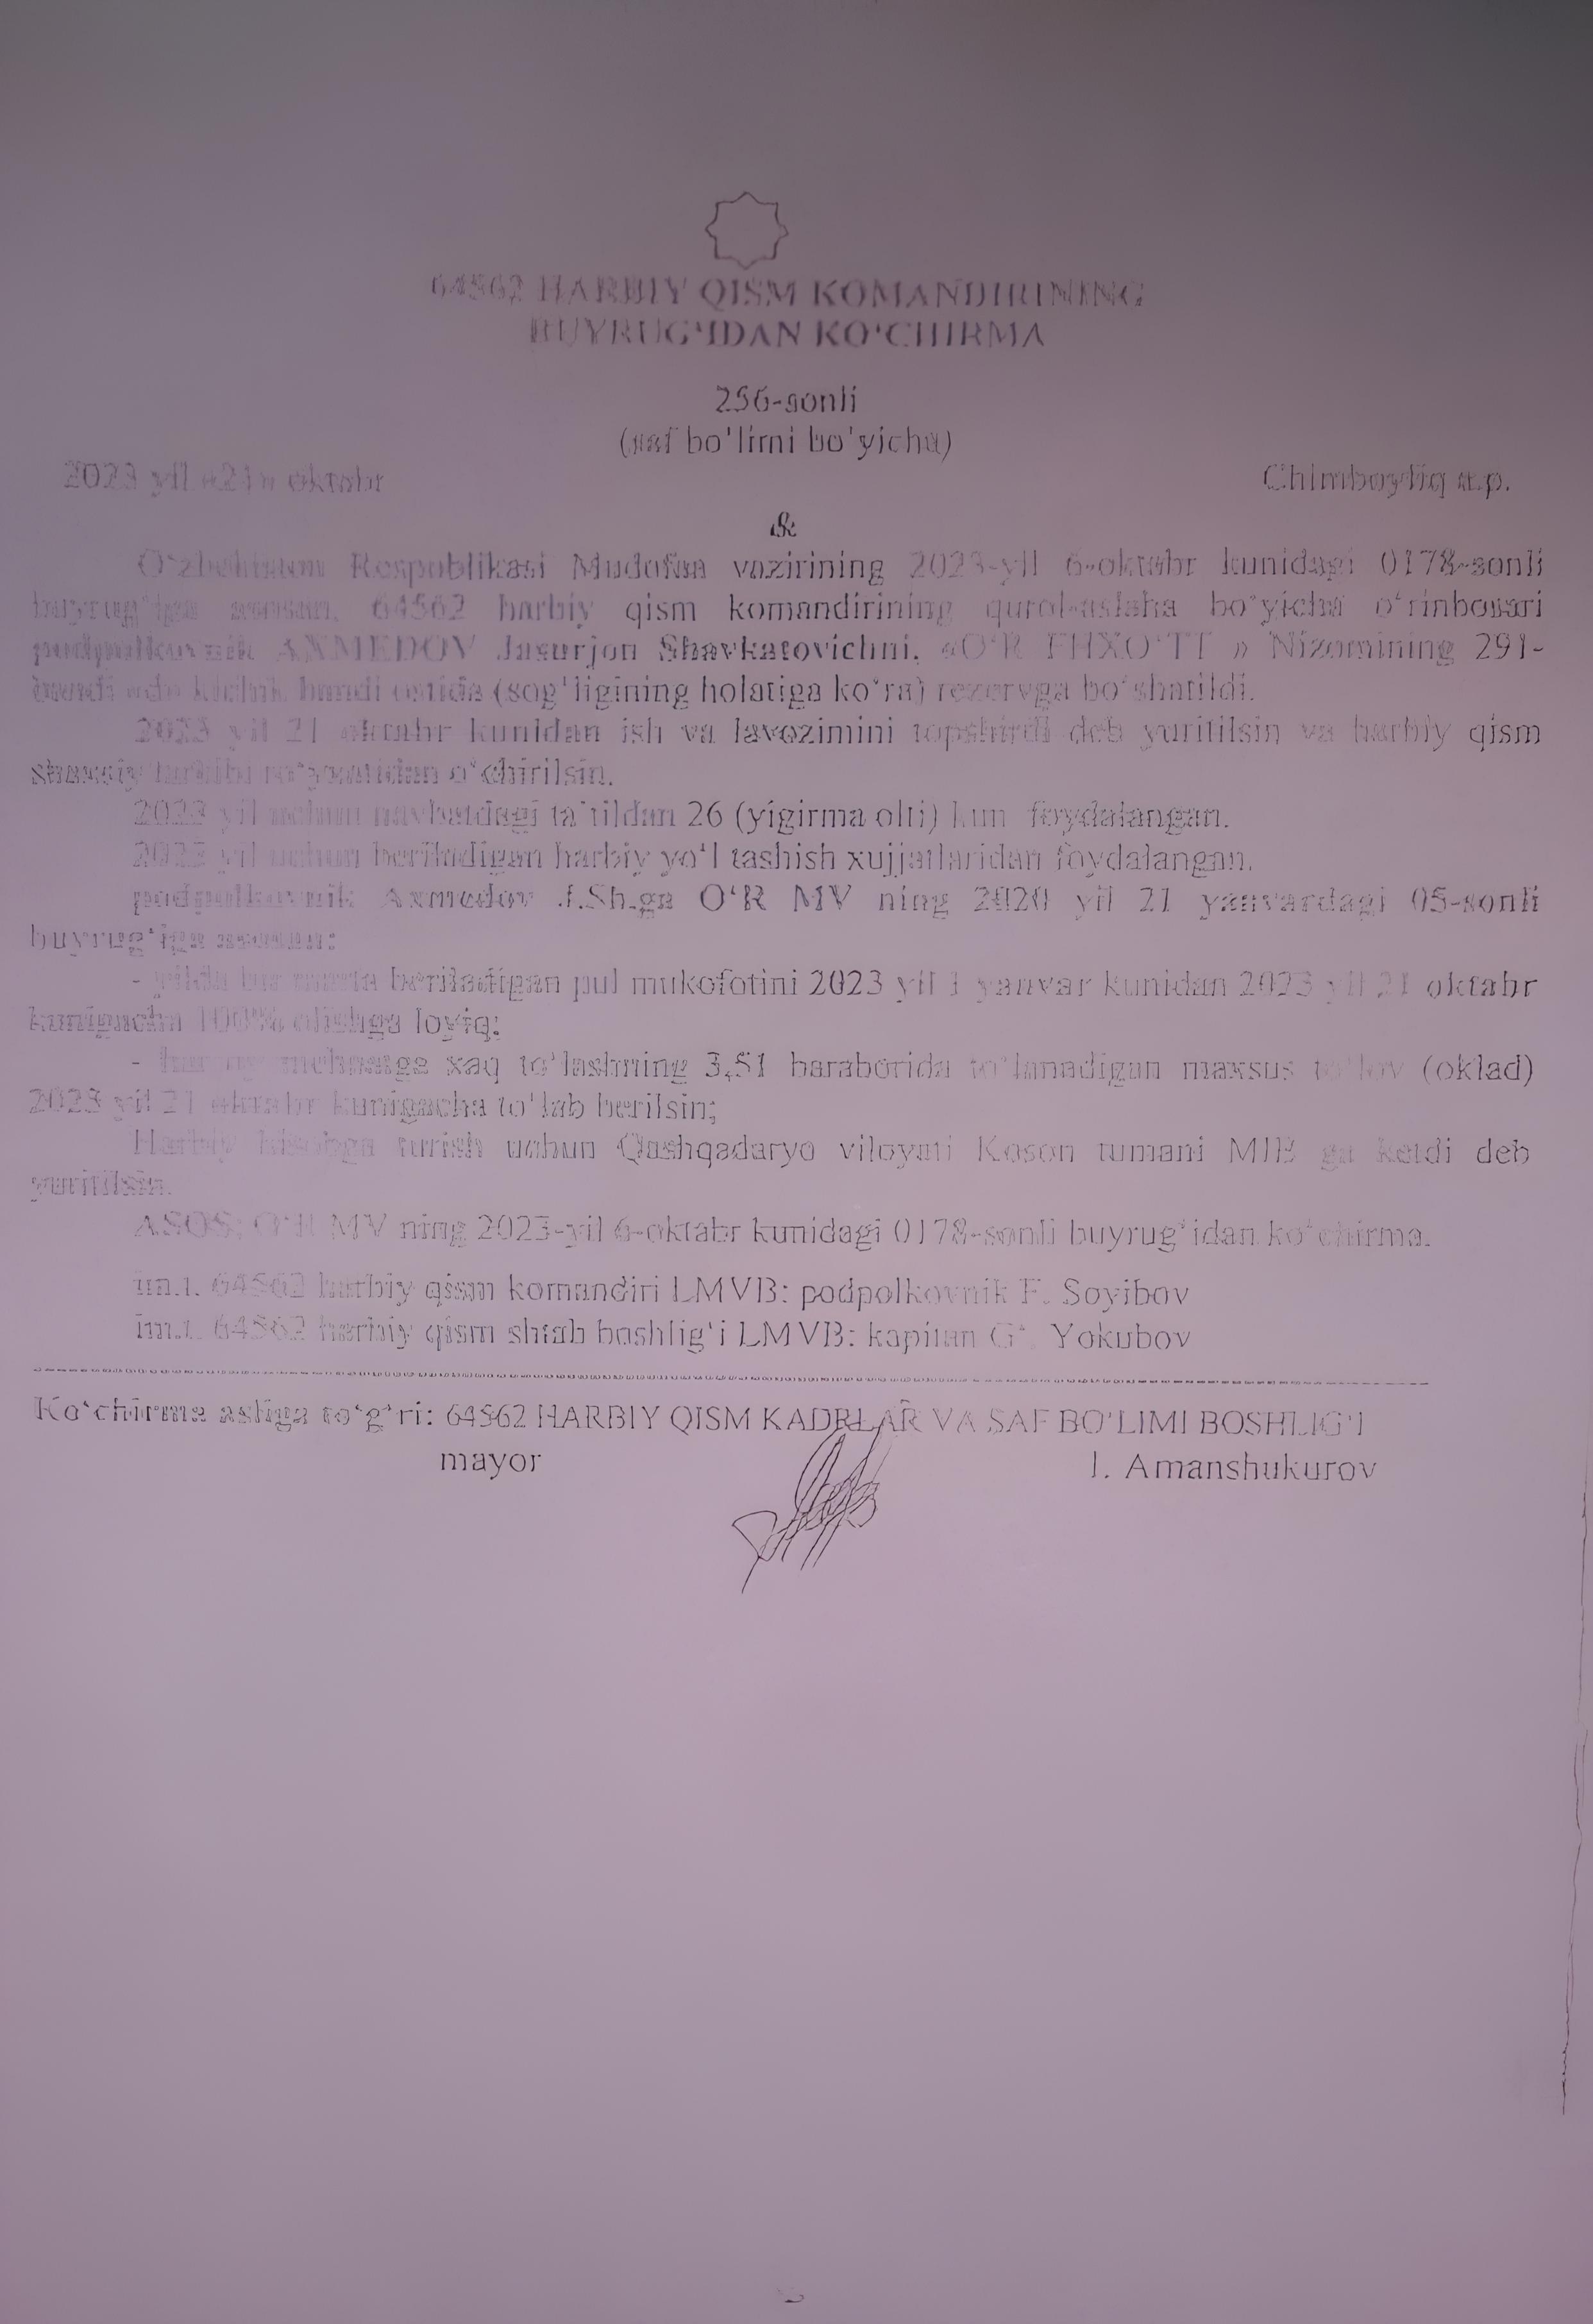 64562 HARBIY QISM KOMANDIRINING
BUYRUG‘IDAN KO‘CHIRMA
256-sonli
(saf bo'limi bo'yicha)
2023 yil «21» oktabr
Chimboyliq a.p.
§
O‘zbekiston Respublikasi Mudofaa vazirining 2023-yil 6-oktabr kunidagi 0178-sonli
buyrug‘iga asosan, 64562 harbiy qism komandirining qurol-aslaha bo‘yicha o‘rinbosari
podpolkovnik AXMEDOV Jasurjon Shavkatovichni, «O‘R FHXO‘TT » Nizomining 291-
bandi kichik bandi ostida (sog‘ligining holatiga ko‘ra) rezervga bo‘shatildi.
2023 yil 21 oktabr kunidan ish va lavozimini topshirdi deb yuritilsin va harbiy qism
shaxsiy tarkibi ro‘yxatidan o‘chirilsin.
2023 yil uchun navbatdagi ta`tildan 26 (yigirma olti) kun foydalangan.
2023 yil uchun beriladigan harbiy yo‘l tashish xujjatlaridan foydalangan.
podpolkovnik Axmedov J.Sh.ga O‘R MV ning 2020 yil 21 yanvardagi 05-sonli
buyrug‘iga asosan:
- yilda bir marta beriladigan pul mukofotini 2023 yil 1 yanvar kunidan 2023 yil 21 oktabr
kunigacha 100% olishga loyiq;
- harbiy mehnatga xaq to‘lashning 3,51 baraborida to‘lanadigan maxsus to‘lov (oklad)
2023 yil 21 oktabr kunigacha to‘lab berilsin;
Harbiy hisobga turish uchun Qashqadaryo viloyati Koson tumani MIB ga ketdi deb
yuritilsin.
ASOS: O‘R MV ning 2023-yil 6-oktabr kunidagi 0178-sonli buyrug‘idan ko‘chirma.
im.t. 64562 harbiy qism komandiri LMVB: podpolkovnik F. Soyibov
im.t. 64562 harbiy qism shtab boshlig‘i LMVB: kapitan G‘. Yokubov
Ko‘chirma asliga to‘g‘ri: 64562 HARBIY QISM KADRLAR VA SAF BO‘LIMI BOSHLIG‘I
mayor
I. Amanshukurov